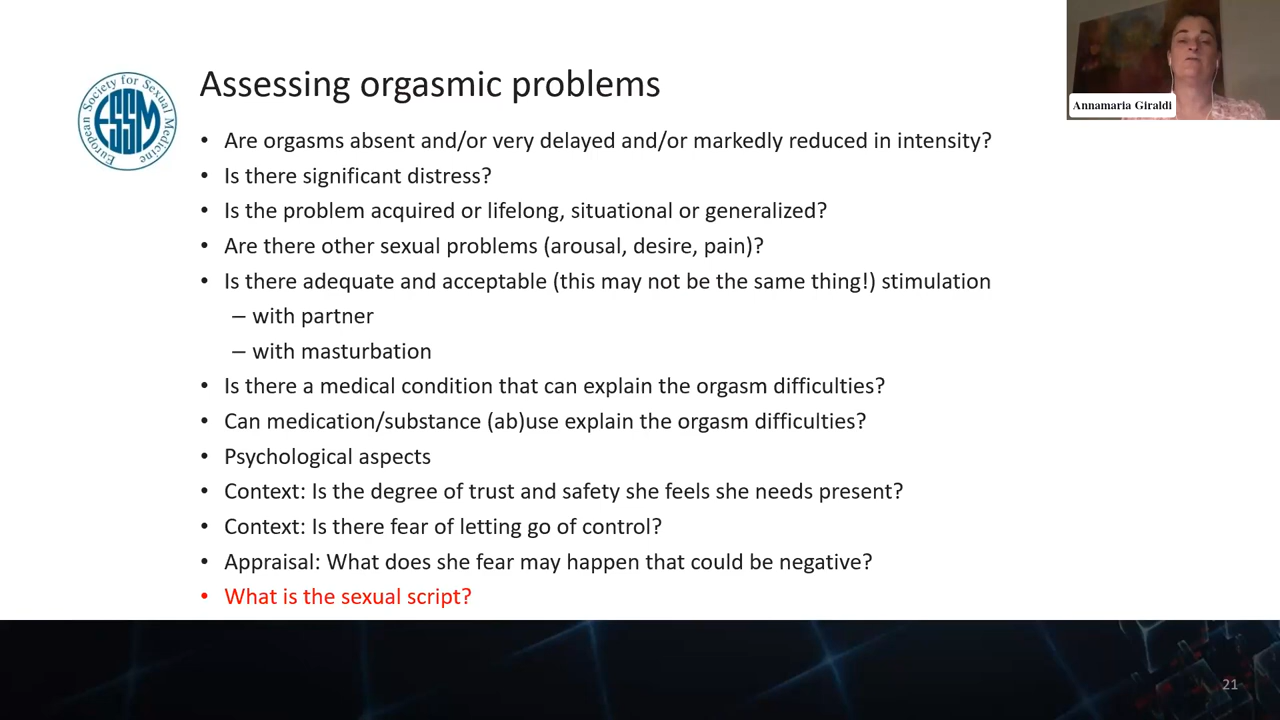 European Society for Sexual Medicine
ESSM
Assessing orgasmic problems
Annamaria Giraldi
• Are orgasms absent and/or very delayed and/or markedly reduced in intensity?
• Is there significant distress?
• Is the problem acquired or lifelong, situational or generalized?
• Are there other sexual problems (arousal, desire, pain)?
• Is there adequate and acceptable (this may not be the same thing!) stimulation
– with partner
– with masturbation
• Is there a medical condition that can explain the orgasm difficulties?
• Can medication/substance (ab)use explain the orgasm difficulties?
• Psychological aspects
• Context: Is the degree of trust and safety she feels she needs present?
• Context: Is there fear of letting go of control?
• Appraisal: What does she fear may happen that could be negative?
• What is the sexual script?
21